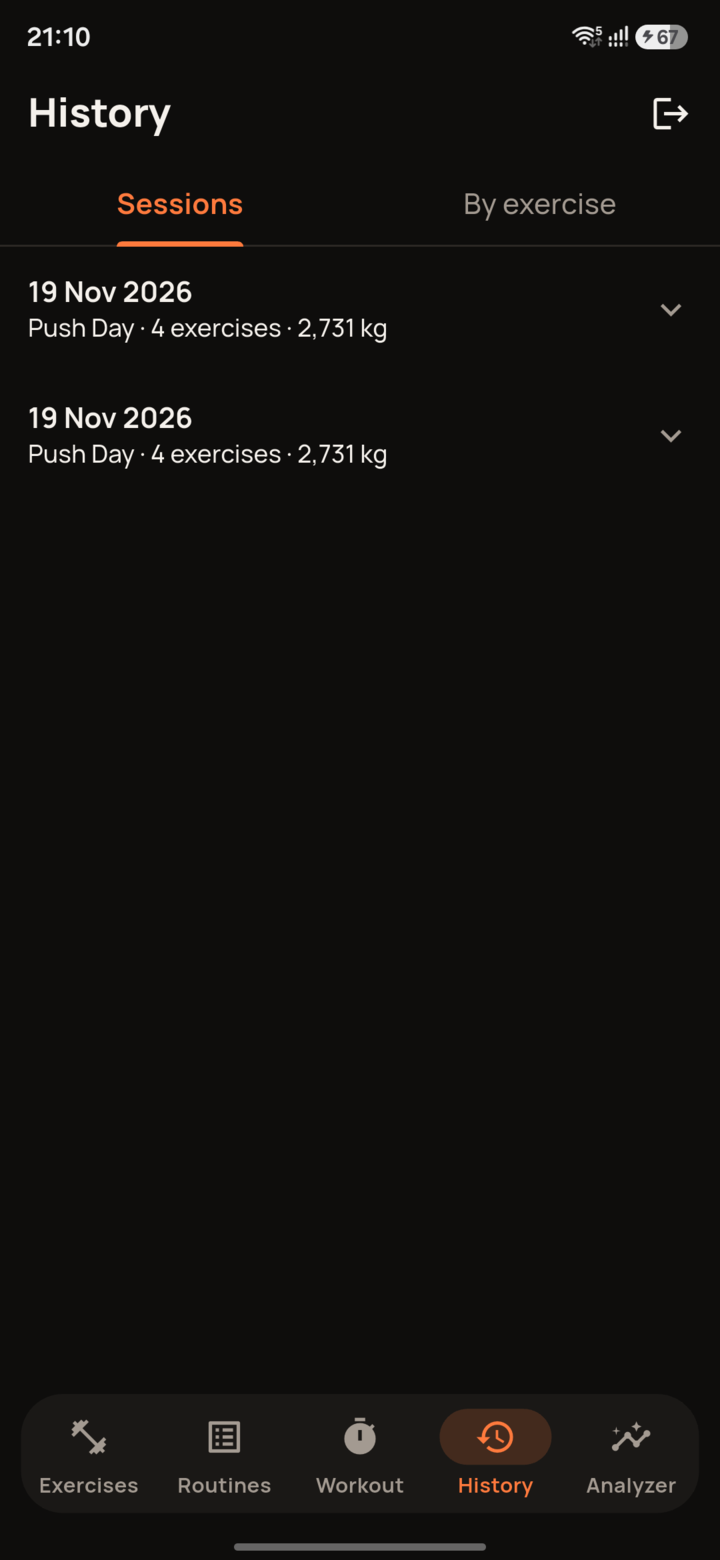 21:10
5
67
History
Sessions
By exercise
19 Nov 2026
Push Day · 4 exercises · 2,731 kg
19 Nov 2026
Push Day · 4 exercises · 2,731 kg
Exercises
Routines
Workout
History
Analyzer